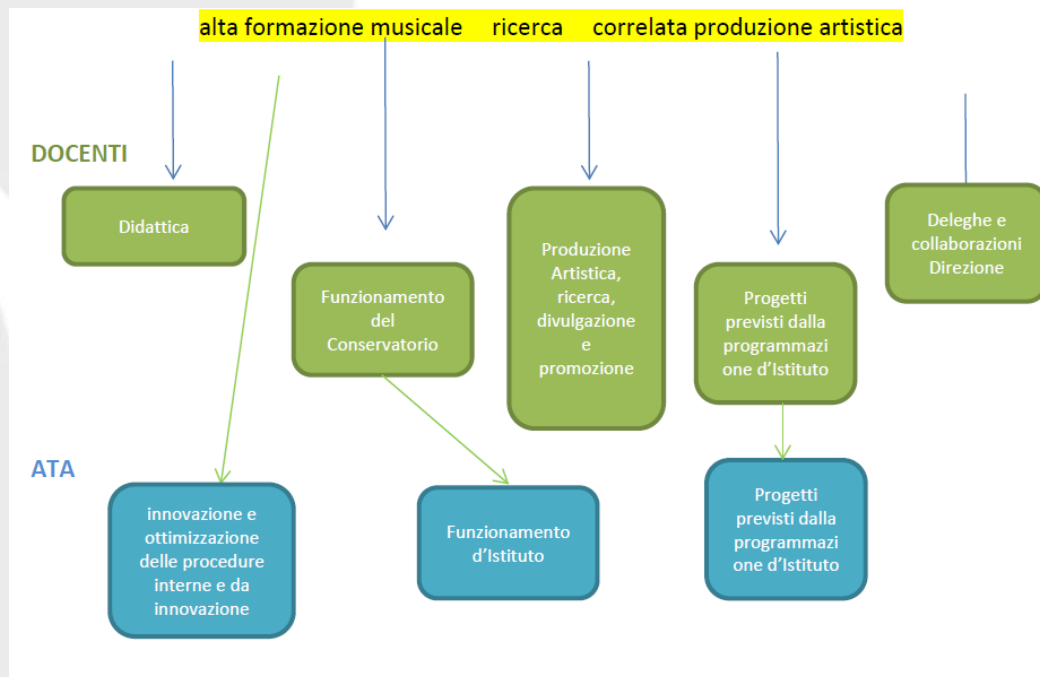 alta formazione musicale ricerca correlata produzione artistica
DOCENTI
Didattica
Funzionamento
del
Conservatorio
Produzione
Artistica,
ricerca,
divulgazione
e
promozione
Progetti
previsti dalla
programmazi
one d’Istituto
Deleghe e
collaborazioni
Direzione
ATA
innovazione e
ottimizzazione
delle procedure
interne e da
innovazione
Funzionamento
d’Istituto
Progetti
previsti dalla
programmazi
one d’Istituto